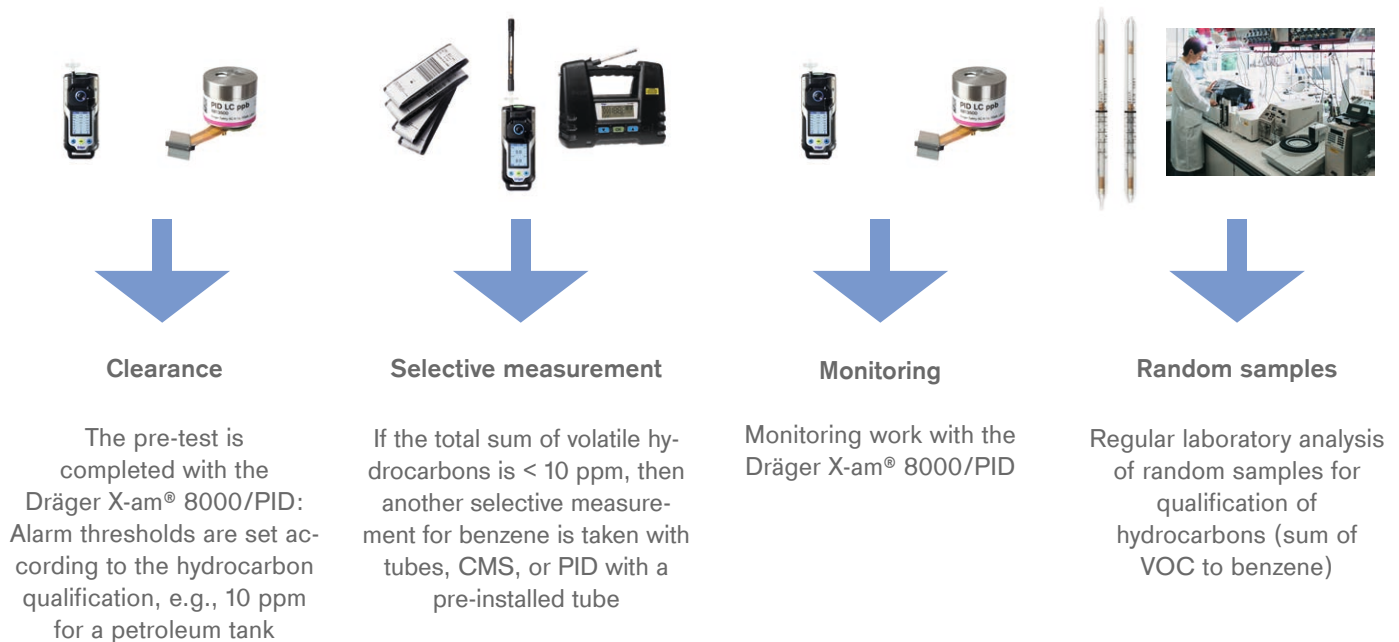 PID LC ppb
PID LC ppb
Clearance
The pre-test is
completed with the
Dräger X-am® 8000/PID:
Alarm thresholds are set ac-
cording to the hydrocarbon
qualification, e.g., 10 ppm
for a petroleum tank
Selective measurement
If the total sum of volatile hy-
drocarbons is < 10 ppm, then
another selective measure-
ment for benzene is taken with
tubes, CMS, or PID with a
pre-installed tube
Monitoring
Monitoring work with the
Dräger X-am® 8000/PID
Random samples
Regular laboratory analysis
of random samples for
qualification of
hydrocarbons (sum of
VOC to benzene)